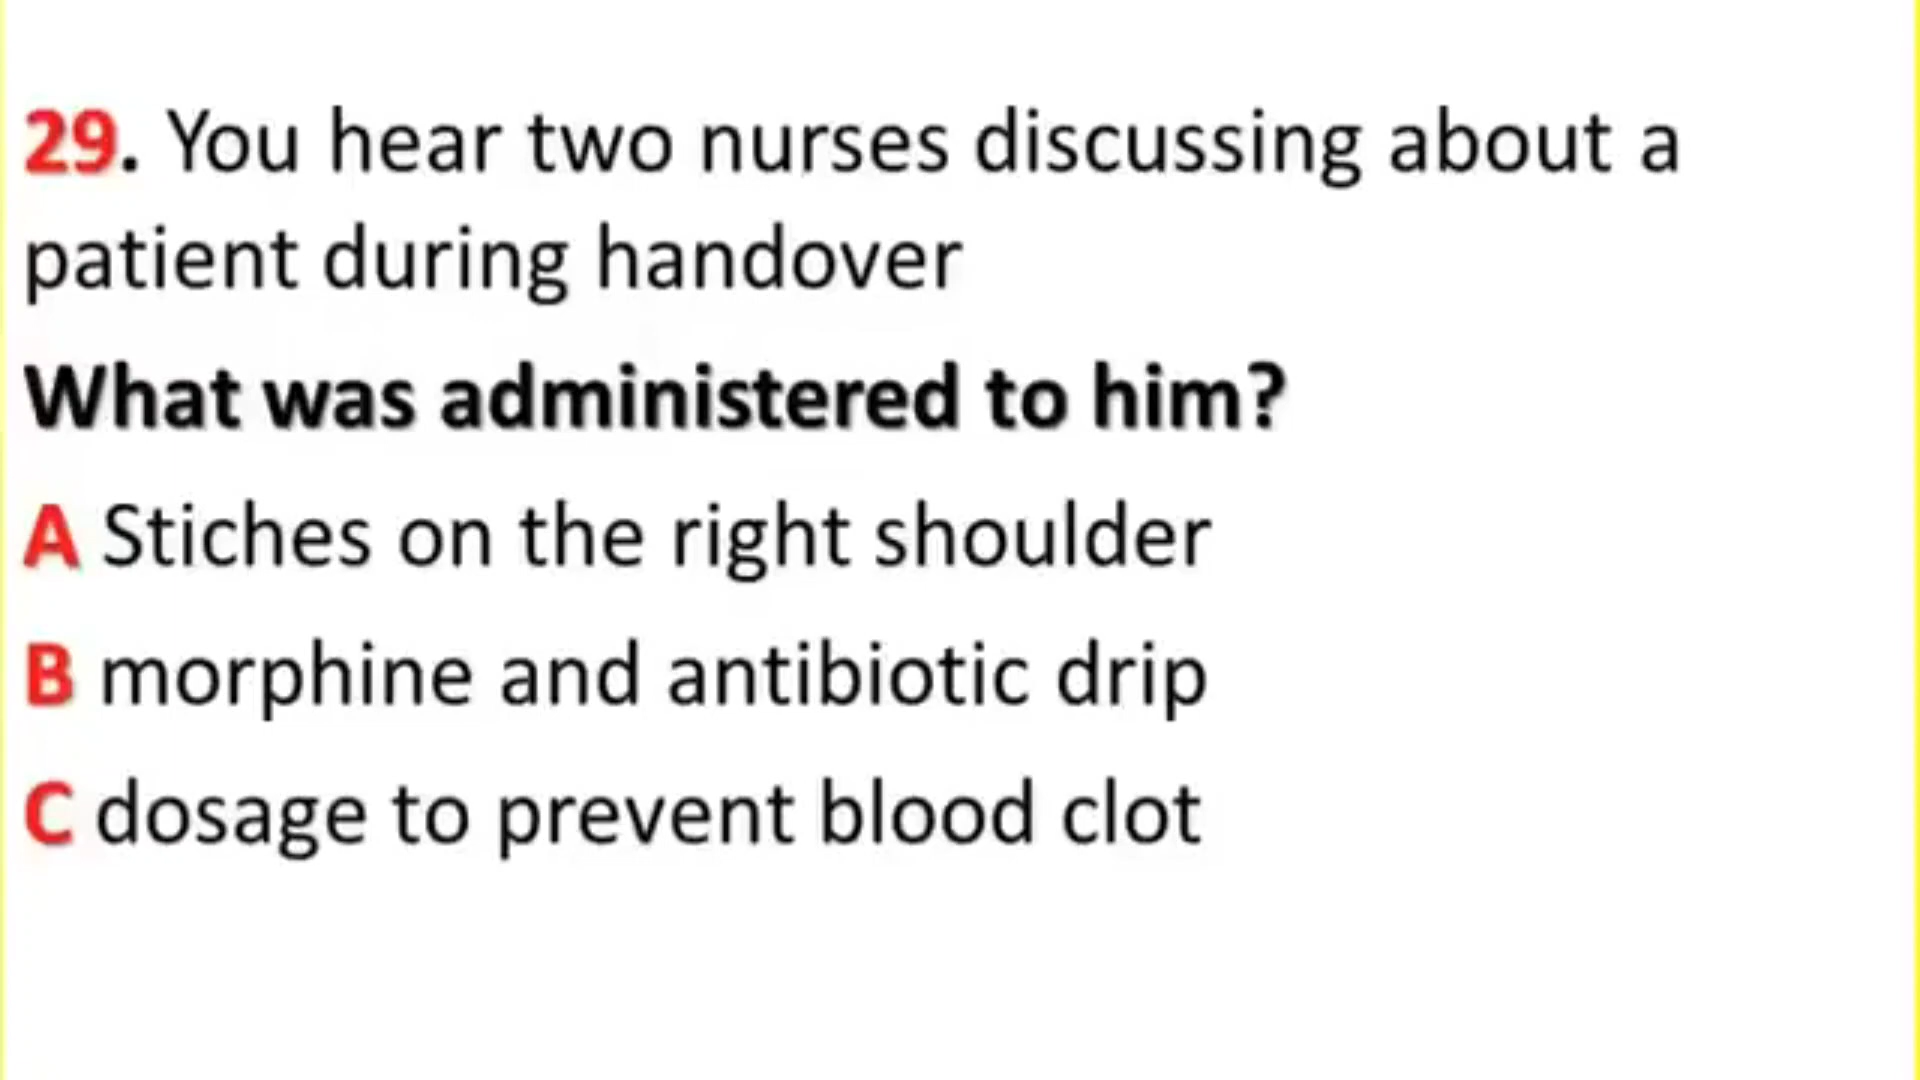 29. You hear two nurses discussing about a
patient during handover
What was administered to him?
A Stiches on the right shoulder
B morphine and antibiotic drip
C dosage to prevent blood clot